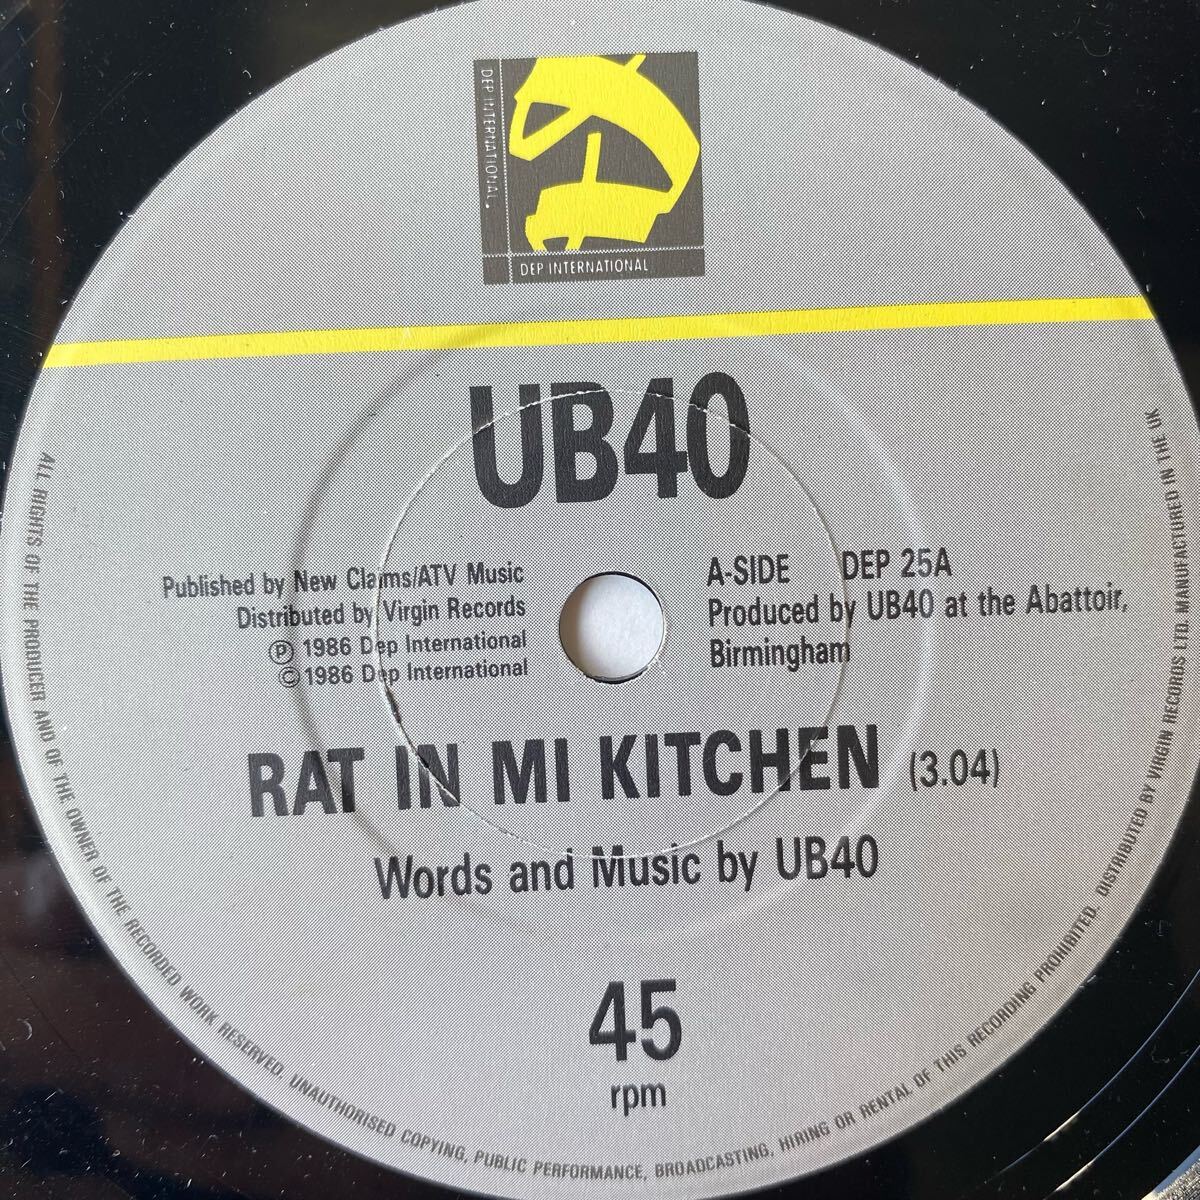 DEP INTERNATIONAL.
DEP INTERNATIONAL
UB40
Published by New Claims/ATV Music
Distributed by Virgin Records
Ⓟ 1986 Dep International
© 1986 Dep International
A-SIDE DEP 25A
Produced by UB40 at the Abattoir,
Birmingham
RAT IN MI KITCHEN (3.04)
Words and Music by UB40
45
rpm
ALL RIGHTS OF THE PRODUCER AND OF THE OWNER OF THE RECORDED WORK RESERVED. UNAUTHORISED COPYING, PUBLIC PERFORMANCE, BROADCASTING, HIRING OR RENTAL OF THIS RECORDING PROHIBITED. DISTRIBUTED BY VIRGIN RECORDS LTD. MANUFACTURED IN THE UK